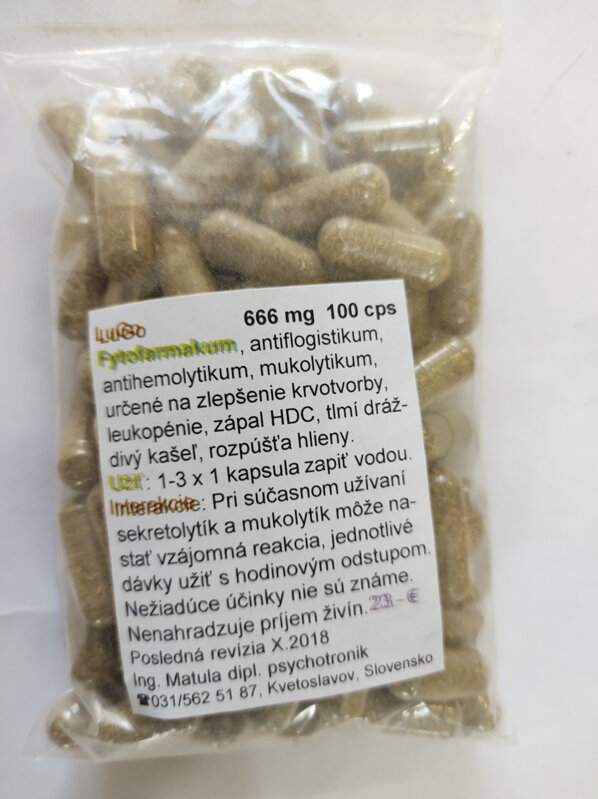 666 mg 100 cps
Fytofarmakum, antiflogistikum,
antihemolytikum, mukolytikum,
určené na zlepšenie krvotvorby,
leukopénie, zápal HDC, tlmí dráž-
divý kašeľ, rozpúšťa hlieny.
Užiť: 1-3 x 1 kapsula zapiť vodou.
Interakcie: Pri súčasnom užívaní
sekretolytík a mukolytík môže na-
stať vzájomná reakcia, jednotlivé
dávky užiť s hodinovým odstupom.
Nežiadúce účinky nie sú známe.
Nenahradzuje príjem živín. 23.-€
Posledná revízia X.2018
Ing. Matula dipl. psychotronik
☎031/562 51 87, Kvetoslavov, Slovensko